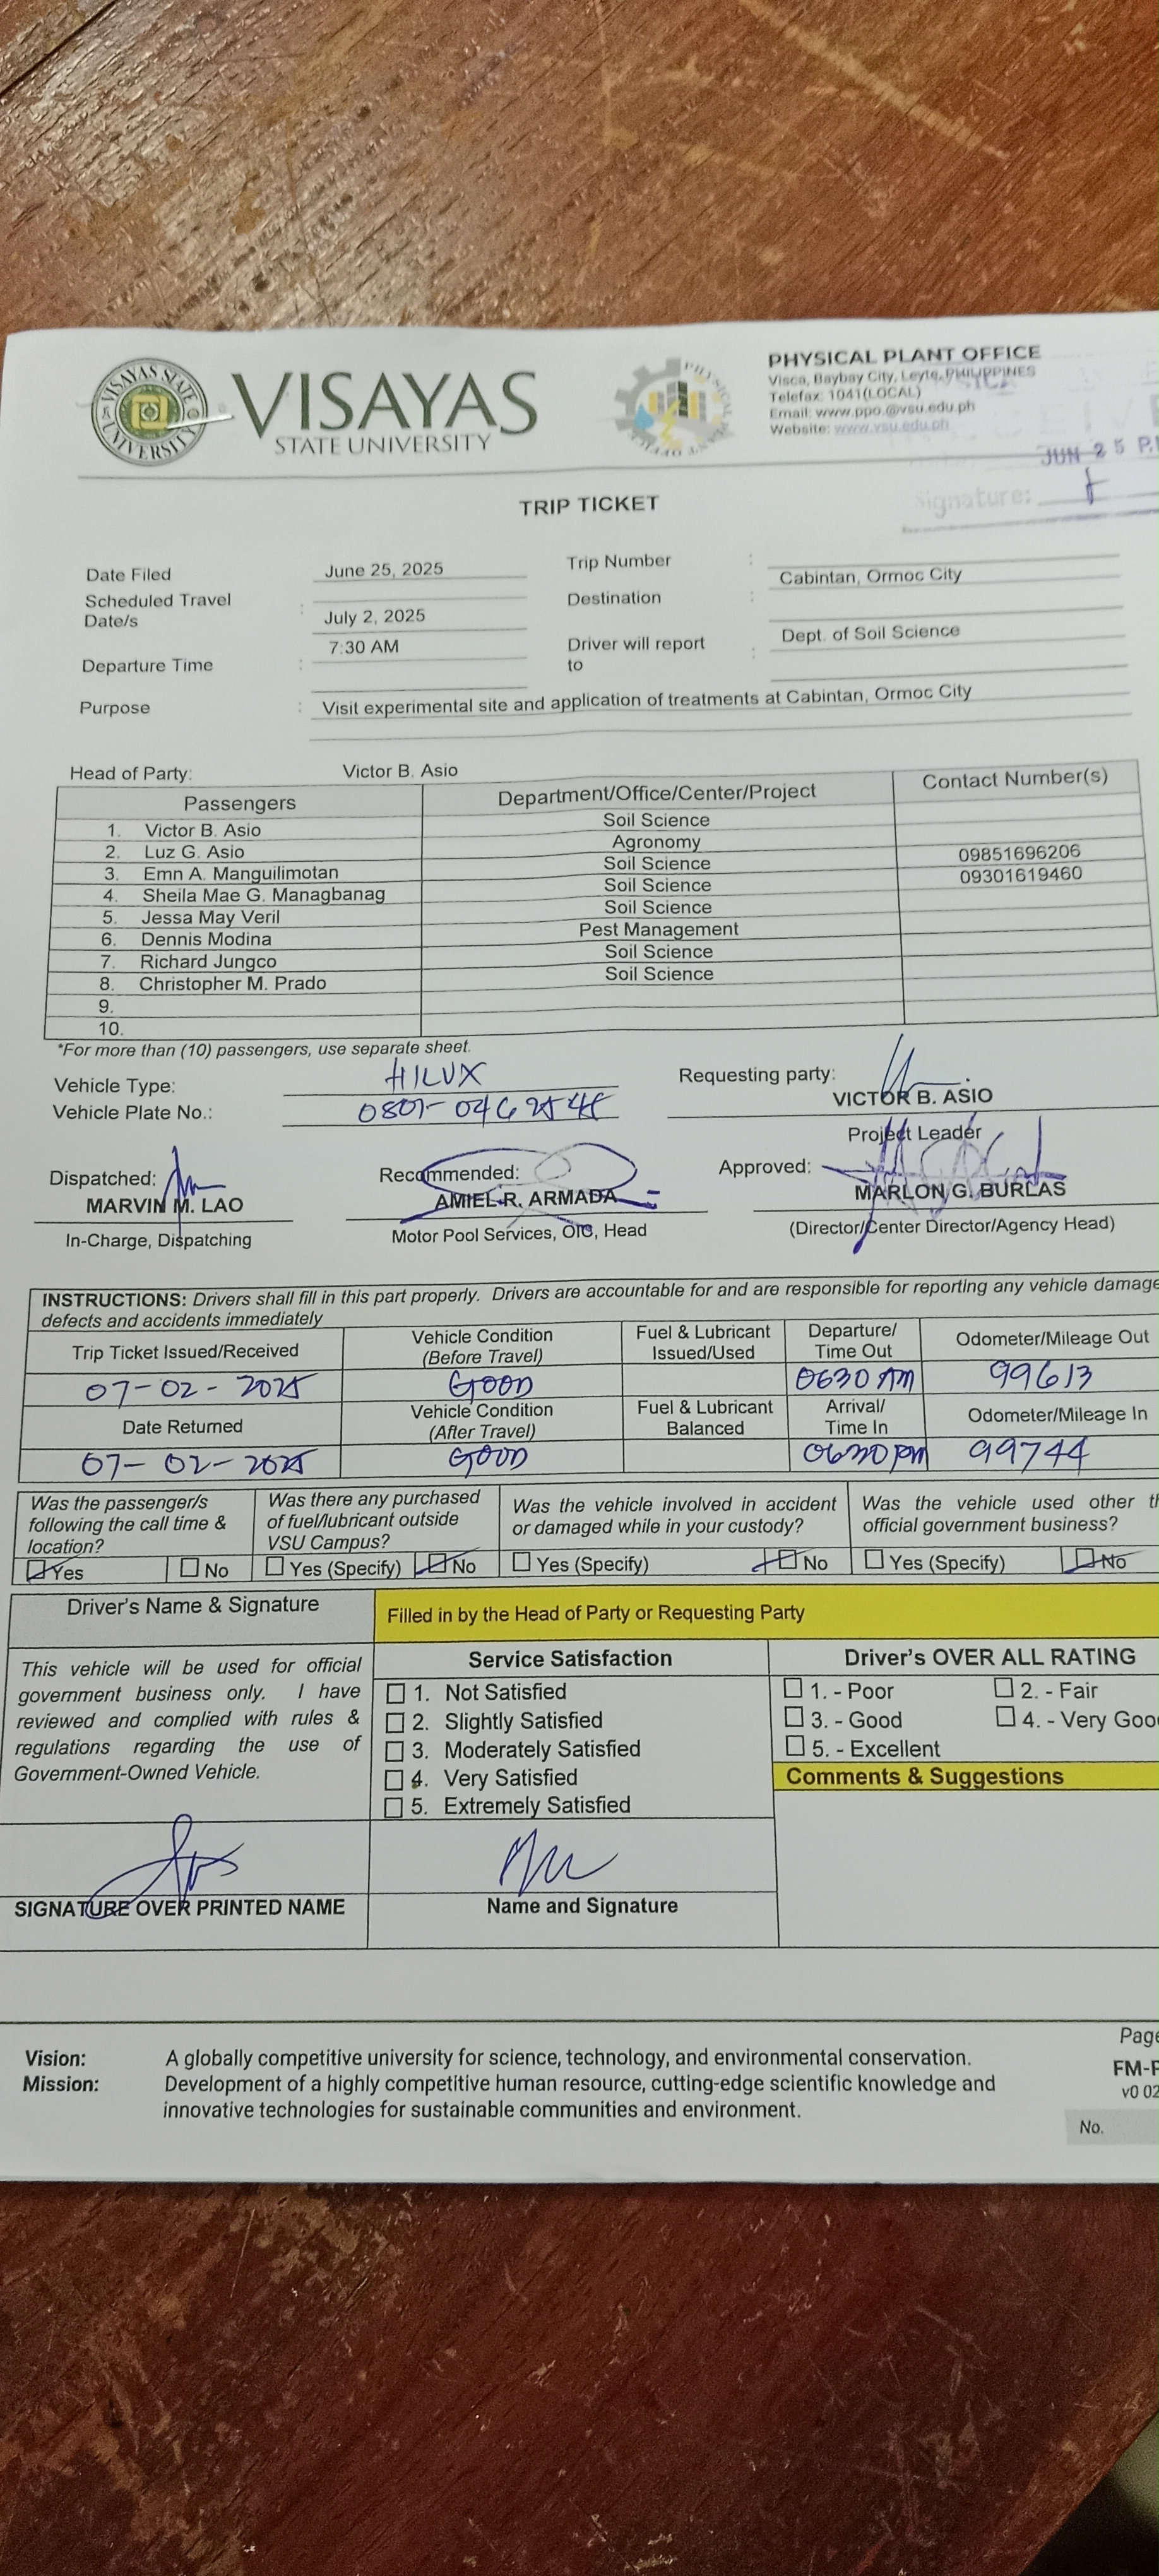 VISAYAS STATE UNIVERSITY
VISAYAS
STATE UNIVERSITY
PHYSICAL PLANT OFFICE
Visca, Baybay City, Leyte, PHILIPPINES
Telefax: 1041(LOCAL)
Email: www.ppo.@vsu.edu.ph
Website: www.vsu.edu.ph
JUN 25
Signature:
TRIP TICKET
Date Filed June 25, 2025 Trip Number :
Scheduled Travel Date/s : July 2, 2025 Destination : Cabintan, Ormoc City
Departure Time : 7:30 AM Driver will report to : Dept. of Soil Science
Purpose : Visit experimental site and application of treatments at Cabintan, Ormoc City
Head of Party: Victor B. Asio
Passengers Department/Office/Center/Project Contact Number(s)
1. Victor B. Asio Soil Science
2. Luz G. Asio Agronomy
3. Emn A. Manguilimotan Soil Science 09851696206
4. Sheila Mae G. Managbanag Soil Science 09301619460
5. Jessa May Veril Soil Science
6. Dennis Modina Pest Management
7. Richard Jungco Soil Science
8. Christopher M. Prado Soil Science
9.
10.
*For more than (10) passengers, use separate sheet.
Vehicle Type: HILUX
Vehicle Plate No.:
Requesting party:
VICTOR B. ASIO
Project Leader
Dispatched: Recommended: Approved:
MARVIN M. LAO AMIEL R. ARMADA MARLON G. BURLAS
In-Charge, Dispatching Motor Pool Services, OIC, Head (Director/Center Director/Agency Head)
INSTRUCTIONS: Drivers shall fill in this part properly. Drivers are accountable for and are responsible for reporting any vehicle damage
defects and accidents immediately
Trip Ticket Issued/Received Vehicle Condition (Before Travel) Fuel & Lubricant Issued/Used Departure/ Time Out Odometer/Mileage Out
07-02-2025 GOOD 0630 AM 99613
Date Returned Vehicle Condition (After Travel) Fuel & Lubricant Balanced Arrival/ Time In Odometer/Mileage In
07-02-2025 GOOD 0630 PM 99744
Was the passenger/s following the call time & location?
Yes No
Was there any purchased of fuel/lubricant outside VSU Campus?
Yes (Specify) No
Was the vehicle involved in accident or damaged while in your custody?
Yes (Specify) No
Was the vehicle used other official government business?
Yes (Specify) No
Driver's Name & Signature
Filled in by the Head of Party or Requesting Party
This vehicle will be used for official
government business only. I have
reviewed and complied with rules &
regulations regarding the use of
Government-Owned Vehicle.
Service Satisfaction
1. Not Satisfied
2. Slightly Satisfied
3. Moderately Satisfied
4. Very Satisfied
5. Extremely Satisfied
Driver's OVER ALL RATING
1. - Poor 2. - Fair
3. - Good 4. - Very Goo
5. - Excellent
Comments & Suggestions
SIGNATURE OVER PRINTED NAME
Name and Signature
Vision: A globally competitive university for science, technology, and environmental conservation.
Mission: Development of a highly competitive human resource, cutting-edge scientific knowledge and
innovative technologies for sustainable communities and environment.
Page
FM-P
v0 02
No.